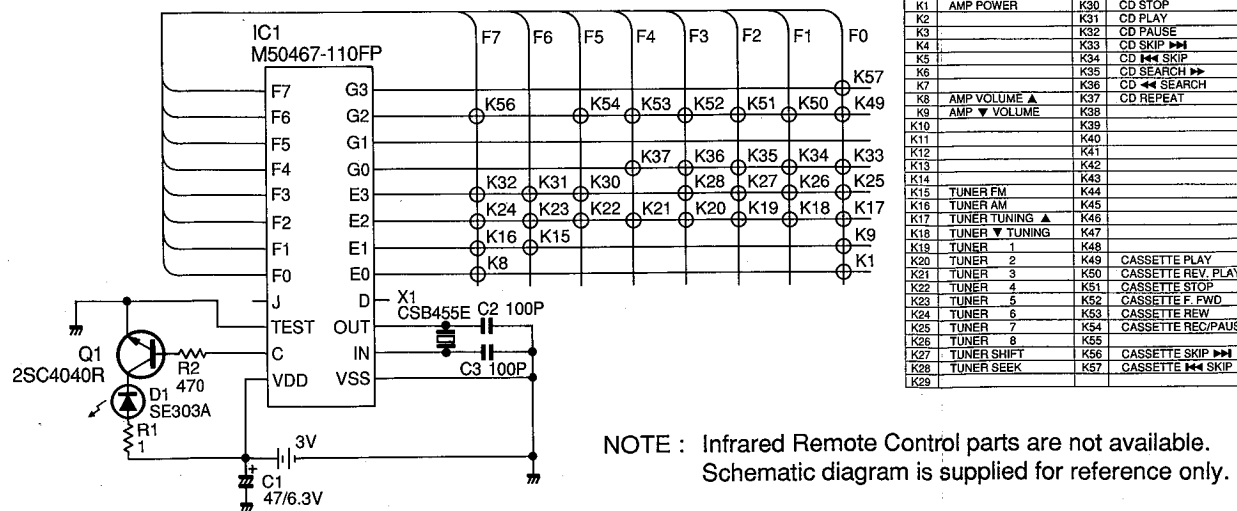 IC1
M50467-110FP
F7 F6 F5 F4 F3 F2 F1 F0
F7 G3 K57
F6 G2 K56 K54 K53 K52 K51 K50 K49
F5 G1
F4 G0 K37 K36 K35 K34 K33
F3 E3 K32 K31 K30 K28 K27 K26 K25
F2 E2 K24 K23 K22 K21 K20 K19 K18 K17
F1 E1 K16 K15 K9
F0 E0 K8 K1
J D X1
CSB455E C2 100P
TEST OUT
Q1
2SC4040R
R2
470
C IN
C3 100P
VDD VSS
D1
SE303A
R1
1
3V
+
C1
47/6.3V
K1 AMP POWER K30 CD STOP
K2 K31 CD PLAY
K3 K32 CD PAUSE
K4 K33 CD SKIP ▶▶|
K5 K34 CD |◀◀ SKIP
K6 K35 CD SEARCH ▶▶
K7 K36 CD ◀◀ SEARCH
K8 AMP VOLUME ▲ K37 CD REPEAT
K9 AMP ▼ VOLUME K38
K10 K39
K11 K40
K12 K41
K13 K42
K14 K43
K15 TUNER FM K44
K16 TUNER AM K45
K17 TUNER TUNING ▲ K46
K18 TUNER ▼ TUNING K47
K19 TUNER 1 K48
K20 TUNER 2 K49 CASSETTE PLAY
K21 TUNER 3 K50 CASSETTE REV. PLAY
K22 TUNER 4 K51 CASSETTE STOP
K23 TUNER 5 K52 CASSETTE F. FWD
K24 TUNER 6 K53 CASSETTE REW
K25 TUNER 7 K54 CASSETTE REC/PAUS
K26 TUNER 8 K55
K27 TUNER SHIFT K56 CASSETTE SKIP ▶▶|
K28 TUNER SEEK K57 CASSETTE |◀◀ SKIP
K29
NOTE : Infrared Remote Control parts are not available.
Schematic diagram is supplied for reference only.